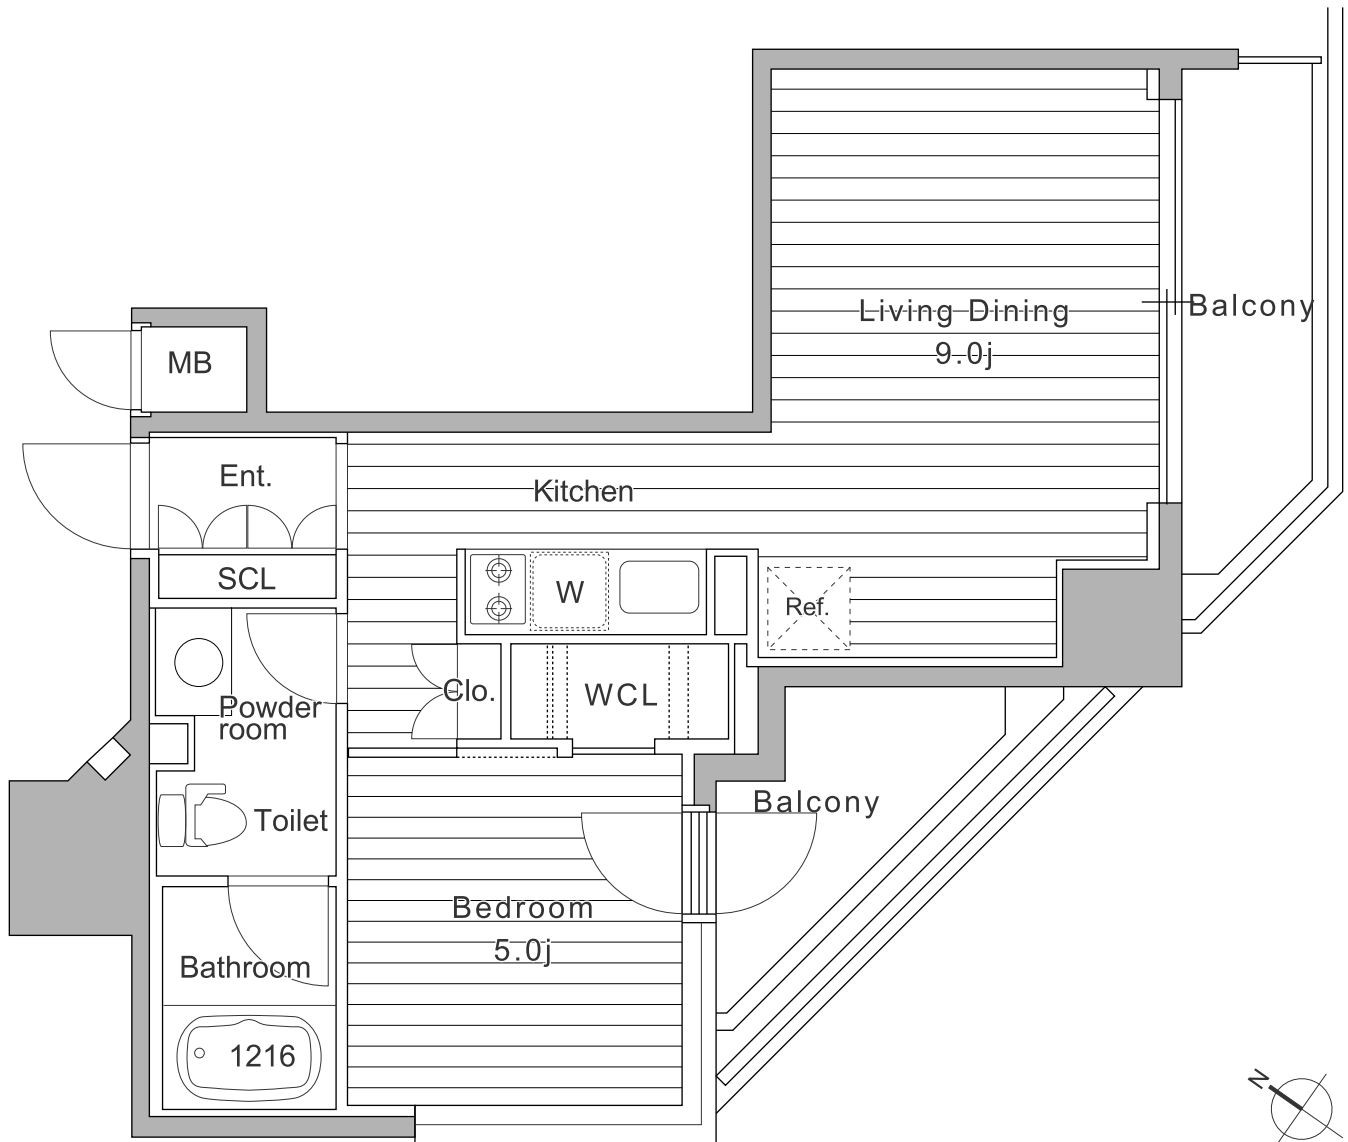 Living Dining
9.0j
Balcony
MB
Ent.
Kitchen
SCL
W
Ref.
Clo.
WCL
Powder
room
Toilet
Balcony
Bedroom
5.0j
Bathroom
1216
N